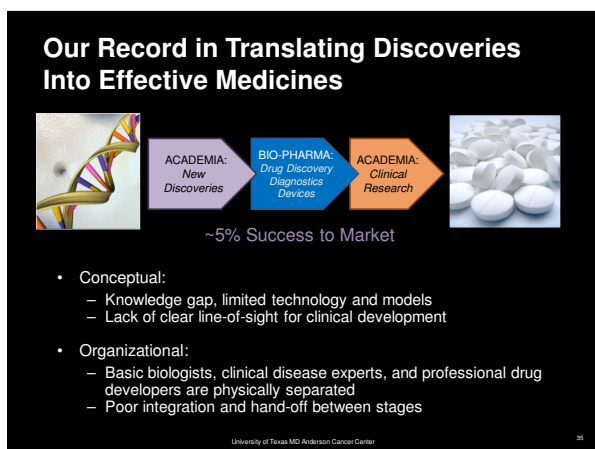 Our Record in Translating Discoveries
Into Effective Medicines
ACADEMIA:
New
Discoveries
BIO-PHARMA:
Drug Discovery
Diagnostics
Devices
ACADEMIA:
Clinical
Research
~5% Success to Market
• Conceptual:
– Knowledge gap, limited technology and models
– Lack of clear line-of-sight for clinical development
• Organizational:
– Basic biologists, clinical disease experts, and professional drug
developers are physically separated
– Poor integration and hand-off between stages
University of Texas MD Anderson Cancer Center
35